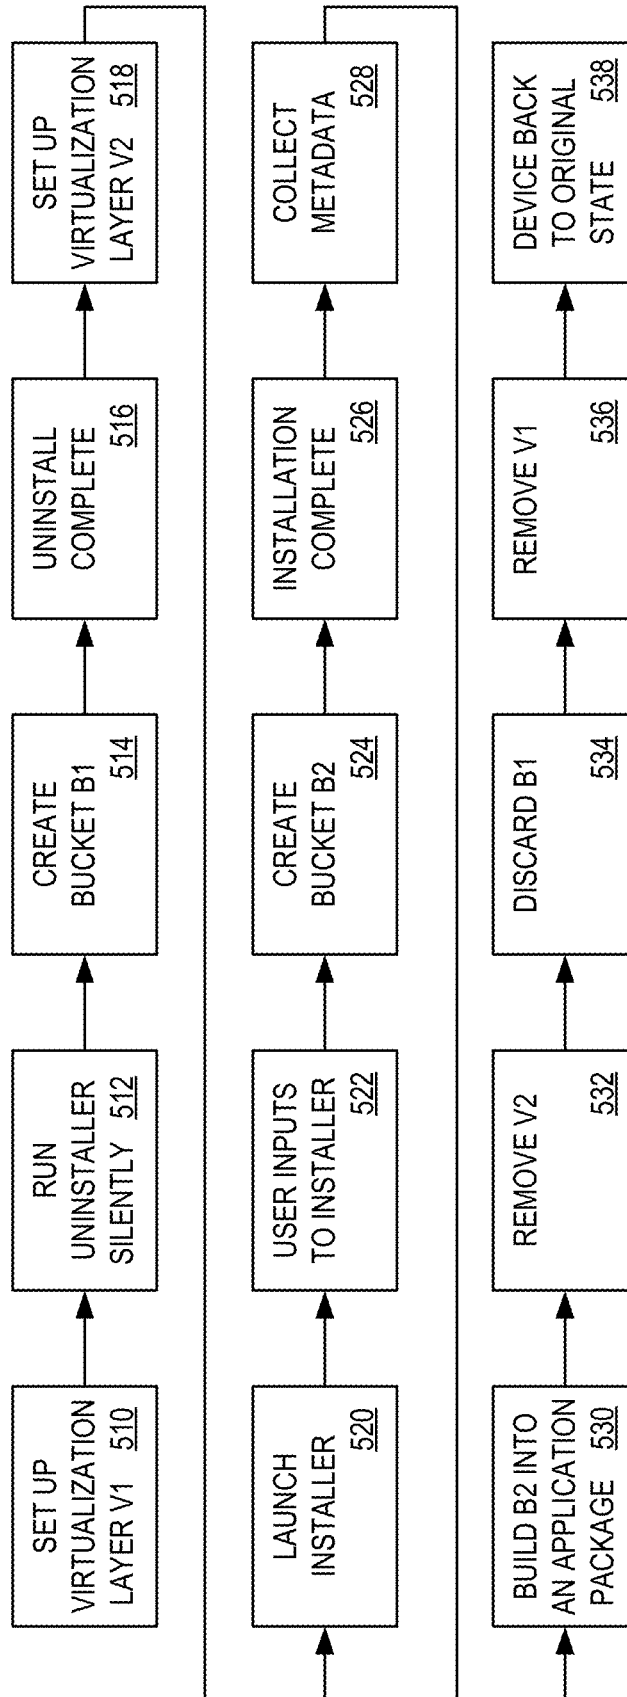 SET UP
VIRTUALIZATION
LAYER V1 510
RUN
UNINSTALLER
SILENTLY 512
CREATE
BUCKET B1
514
UNINSTALL
COMPLETE
516
SET UP
VIRTUALIZATION
LAYER V2 518
LAUNCH
INSTALLER
520
USER INPUTS
TO INSTALLER
522
CREATE
BUCKET B2
524
INSTALLATION
COMPLETE
526
COLLECT
METADATA
528
BUILD B2 INTO
AN APPLICATION
PACKAGE 530
REMOVE V2
532
DISCARD B1
534
REMOVE V1
536
DEVICE BACK
TO ORIGINAL
STATE 538